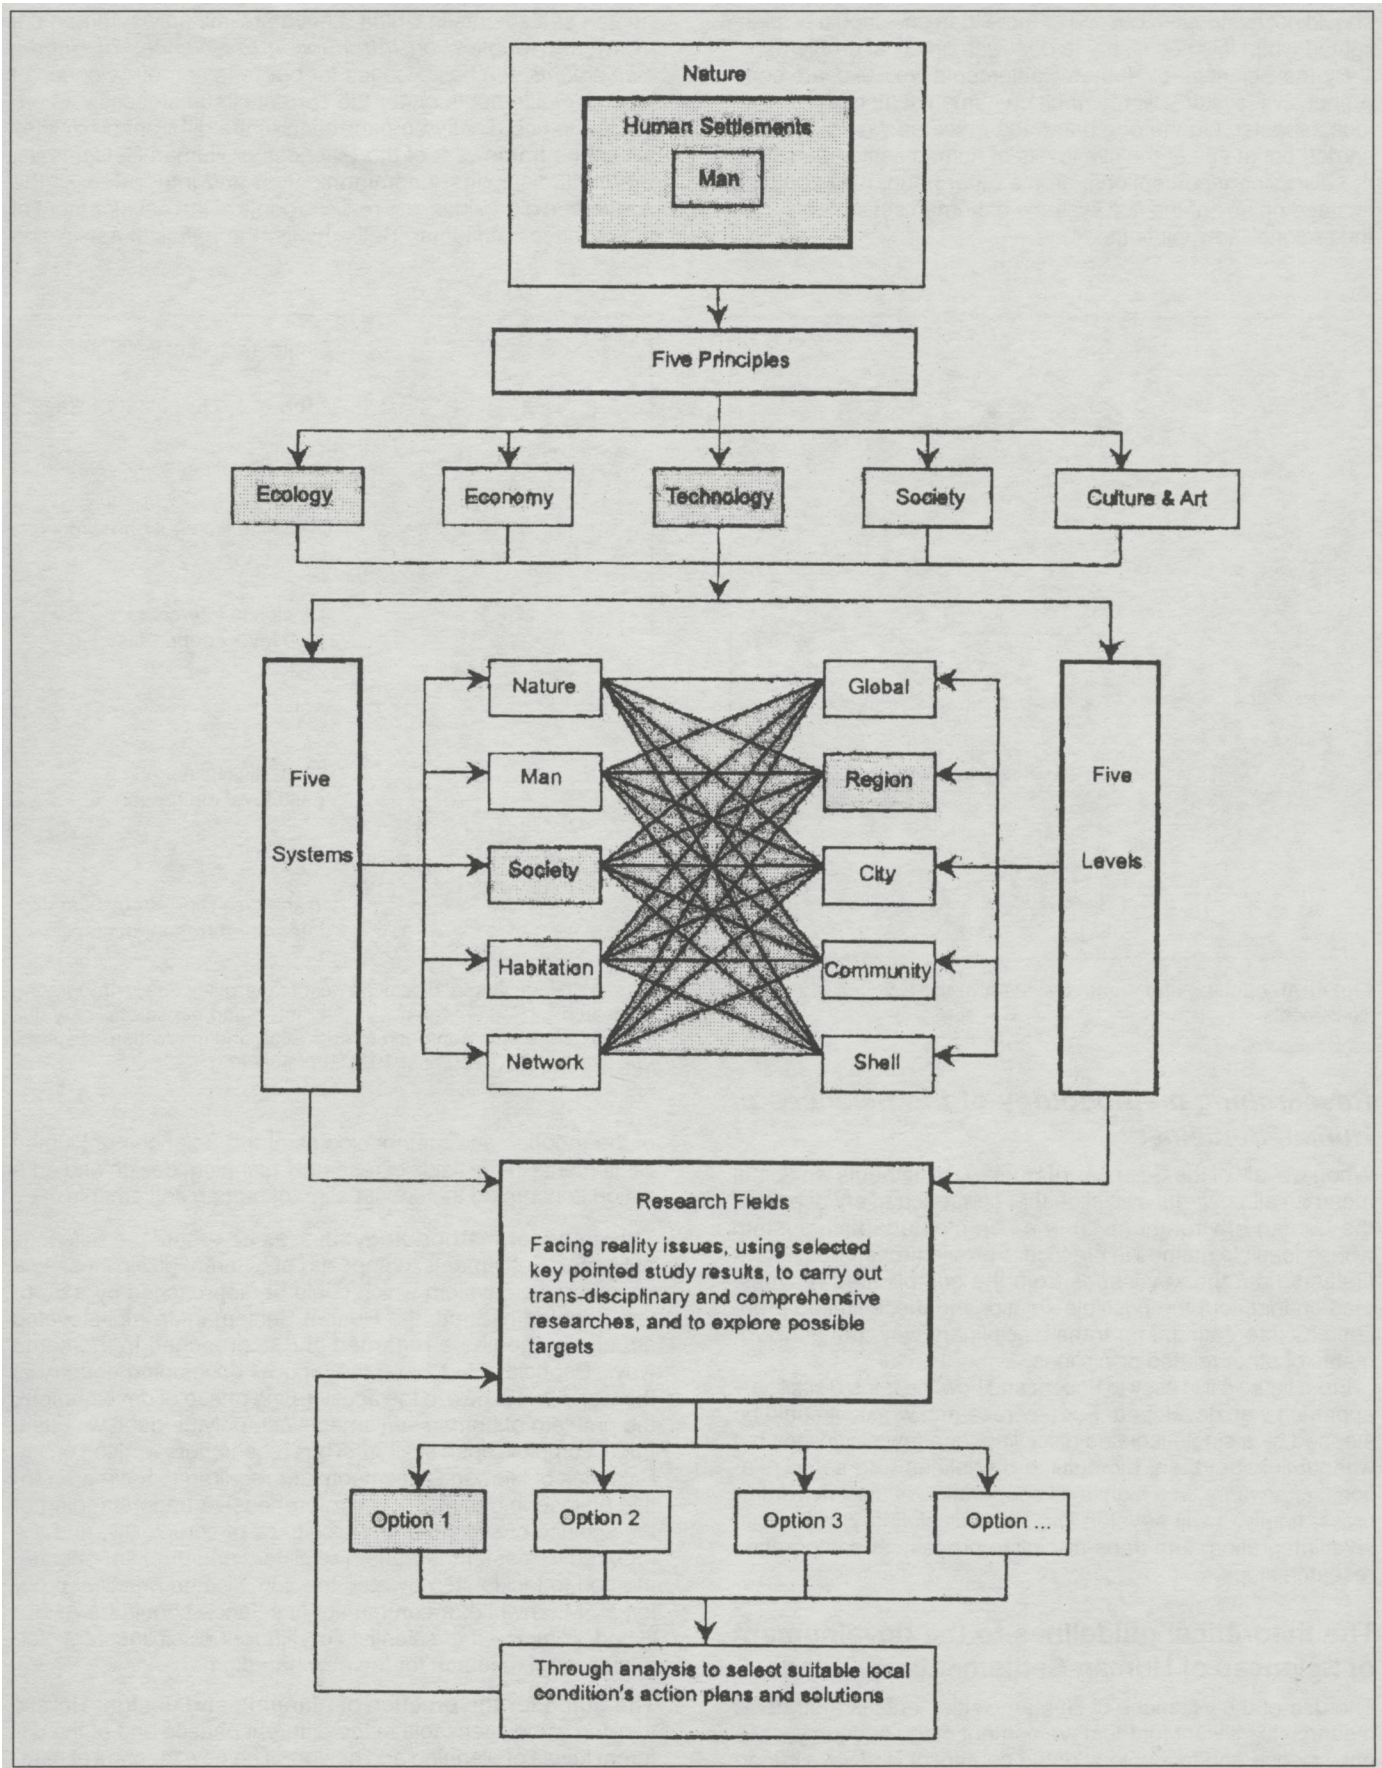 Nature
Human Settlements
Man
Five Principles
Ecology
Economy
Technology
Society
Culture & Art
Five
Systems
Nature
Man
Society
Habitation
Network
Global
Region
City
Community
Shell
Five
Levels
Research Fields
Facing reality issues, using selected
key pointed study results, to carry out
trans-disciplinary and comprehensive
researches, and to explore possible
targets
Option 1
Option 2
Option 3
Option ...
Through analysis to select suitable local
condition's action plans and solutions